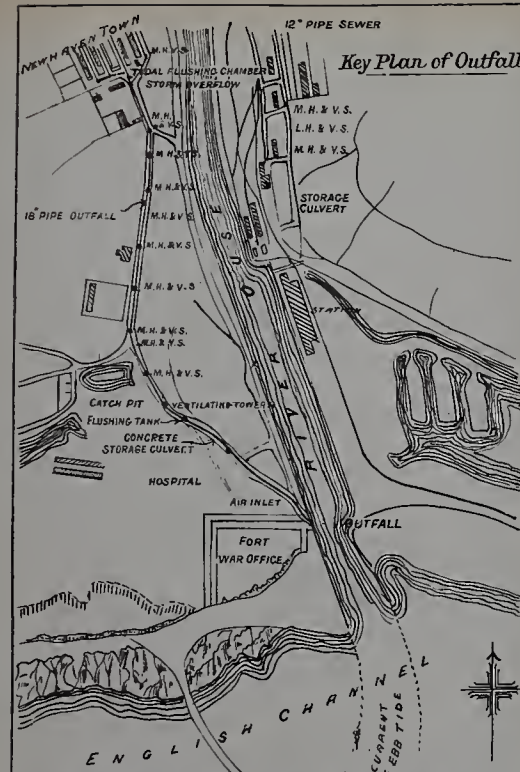 12" PIPE SEWER
Key Plan of Outfall
NEWHAVEN TOWN
M.H.V.S.
TIDAL FLUSHING CHAMBER
STORM OVERFLOW
M.H. & V.S.
L.H. & V.S.
M.H. & V.S.
M.H.
& V.S.
M.H. & V.S.
STORAGE
CULVERT
M.H. & V.S.
18" PIPE OUTFALL
M.H. & V.S.
M.H. & V.S.
M.H. & V.S
STATION
RIVER OUSE
M.H. & V.S.
M.H. & V.S.
M.H. & V.S.
CATCH PIT
VENTILATING TOWER
FLUSHING TANK
CONCRETE
STORAGE CULVERT
HOSPITAL
AIR INLET
OUTFALL
FORT
WAR OFFICE
ENGLISH CHANNEL
CURRENT
EBB TIDE